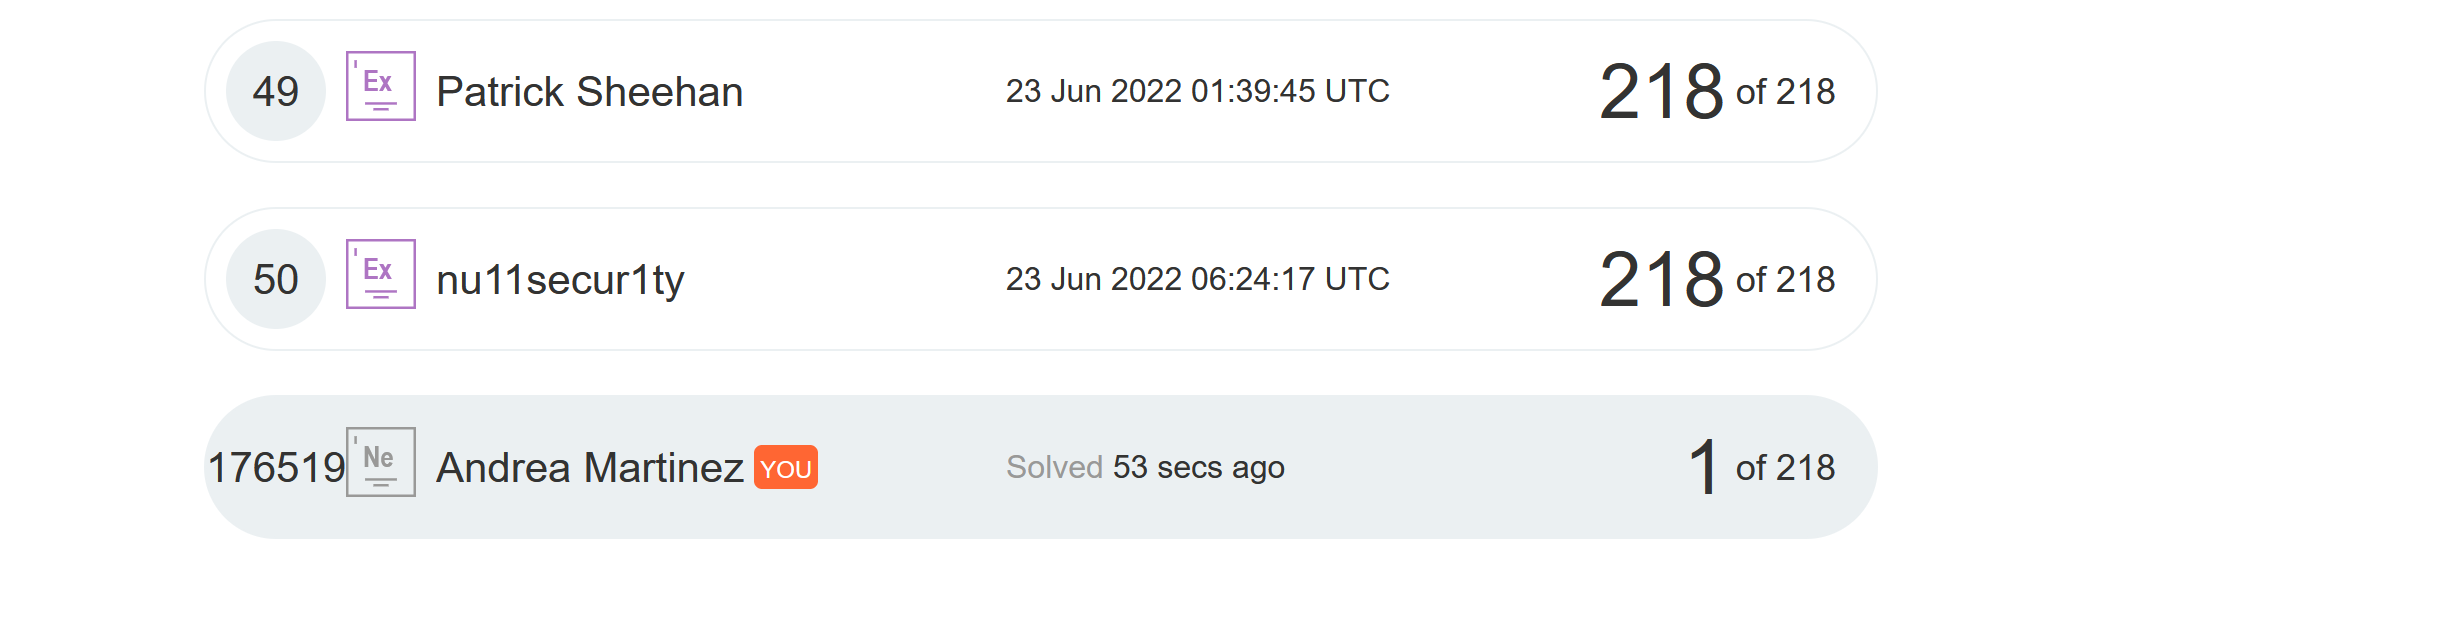 49 Ex Patrick Sheehan 23 Jun 2022 01:39:45 UTC 218 of 218
50 Ex nu11secur1ty 23 Jun 2022 06:24:17 UTC 218 of 218
176519 Ne Andrea Martinez YOU Solved 53 secs ago 1 of 218